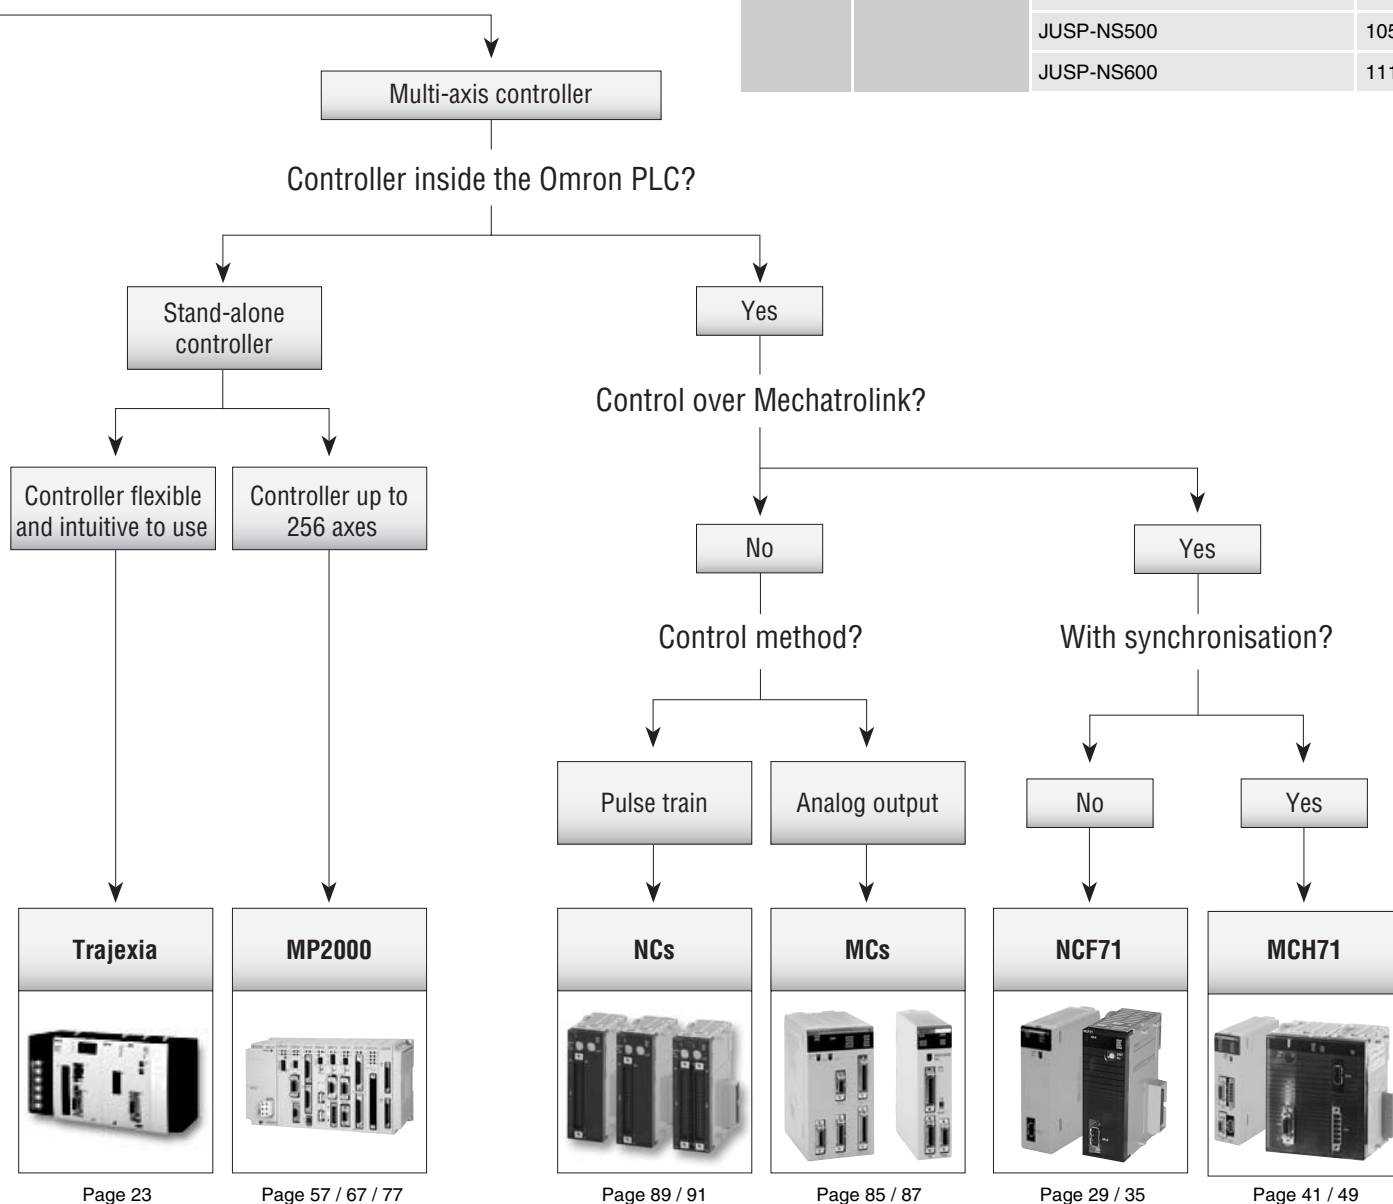 JUSP-NS500 105
JUSP-NS600 111
Multi-axis controller
Controller inside the Omron PLC?
Stand-alone
controller
Yes
Control over Mechatrolink?
Controller flexible
and intuitive to use
Controller up to
256 axes
No
Yes
Control method?
With synchronisation?
Pulse train
Analog output
No
Yes
Trajexia
MP2000
NCs
MCs
NCF71
MCH71
Page 23
Page 57 / 67 / 77
Page 89 / 91
Page 85 / 87
Page 29 / 35
Page 41 / 49